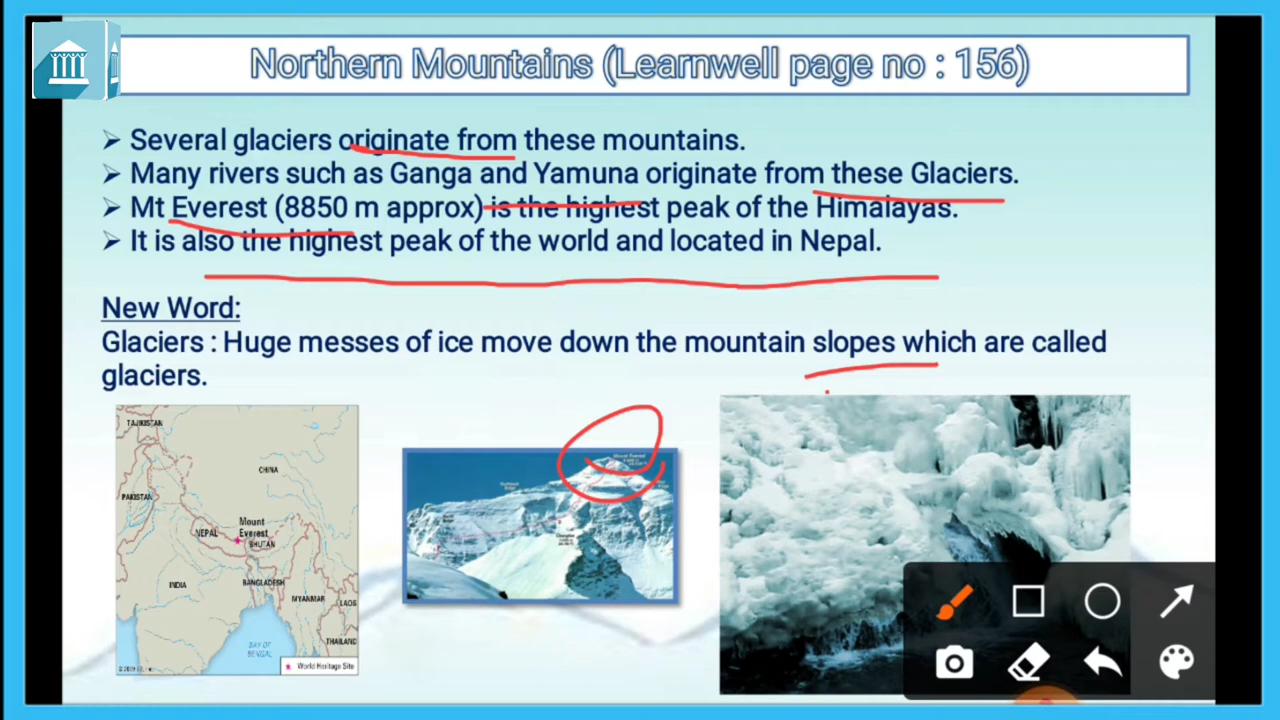 Northern Mountains (Learnwell page no : 156)
➢ Several glaciers originate from these mountains.
➢ Many rivers such as Ganga and Yamuna originate from these Glaciers.
➢ Mt Everest (8850 m approx) is the highest peak of the Himalayas.
➢ It is also the highest peak of the world and located in Nepal.
New Word:
Glaciers : Huge messes of ice move down the mountain slopes which are called
glaciers.
TAJIKISTAN
CHINA
PAKISTAN
Mount
Everest
NEPAL
BHUTAN
INDIA
BANGLADESH
MYANMAR
LAOS
THAILAND
BAY OF
BENGAL
World Heritage Site
Mount Everest